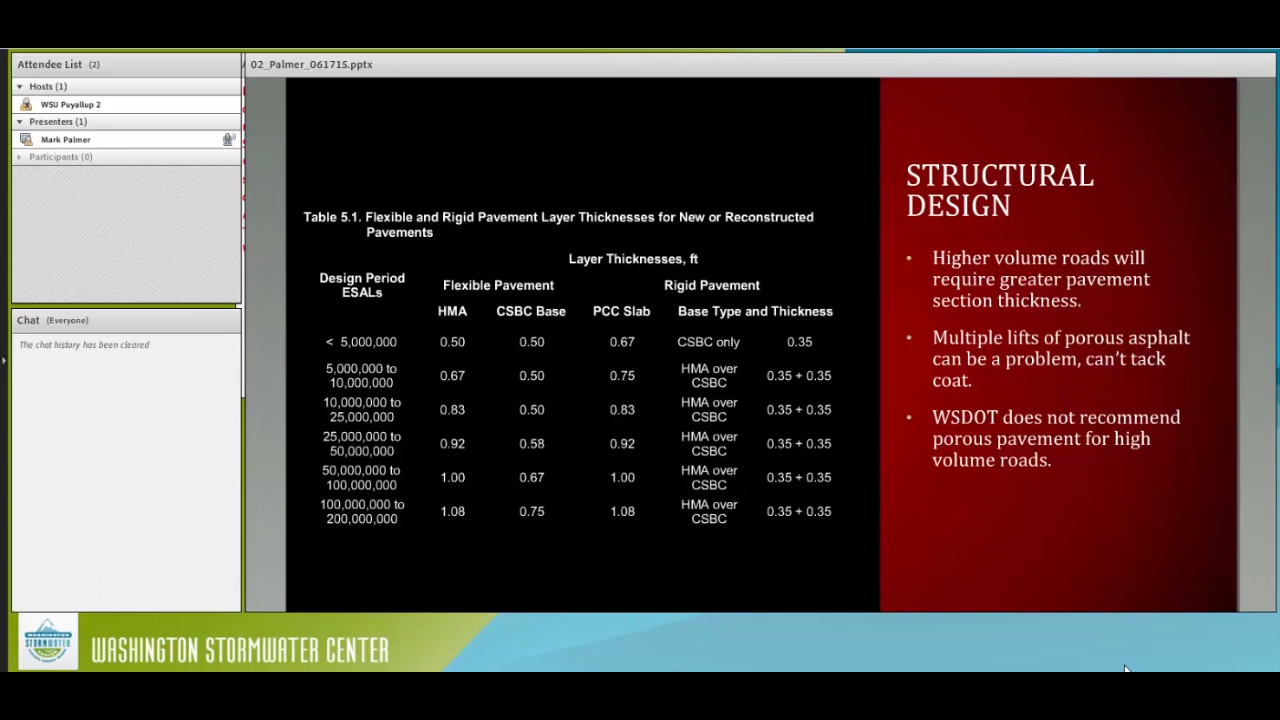 Attendee List (2)
Hosts (1)
WSU Puyallup 2
Presenters (1)
Mark Palmer
Participants (0)
Chat (Everyone)
The chat history has been cleared
02_Palmer_061715.pptx
Table 5.1. Flexible and Rigid Pavement Layer Thicknesses for New or Reconstructed
Pavements
Layer Thicknesses, ft
Design Period
ESALs
Flexible Pavement Rigid Pavement
HMA CSBC Base PCC Slab Base Type and Thickness
< 5,000,000 0.50 0.50 0.67 CSBC only 0.35
5,000,000 to
10,000,000 0.67 0.50 0.75 HMA over
CSBC 0.35 + 0.35
10,000,000 to
25,000,000 0.83 0.50 0.83 HMA over
CSBC 0.35 + 0.35
25,000,000 to
50,000,000 0.92 0.58 0.92 HMA over
CSBC 0.35 + 0.35
50,000,000 to
100,000,000 1.00 0.67 1.00 HMA over
CSBC 0.35 + 0.35
100,000,000 to
200,000,000 1.08 0.75 1.08 HMA over
CSBC 0.35 + 0.35
STRUCTURAL
DESIGN
• Higher volume roads will
require greater pavement
section thickness.
• Multiple lifts of porous asphalt
can be a problem, can't tack
coat.
• WSDOT does not recommend
porous pavement for high
volume roads.
WASHINGTON
STORMWATER
WASHINGTON STORMWATER CENTER